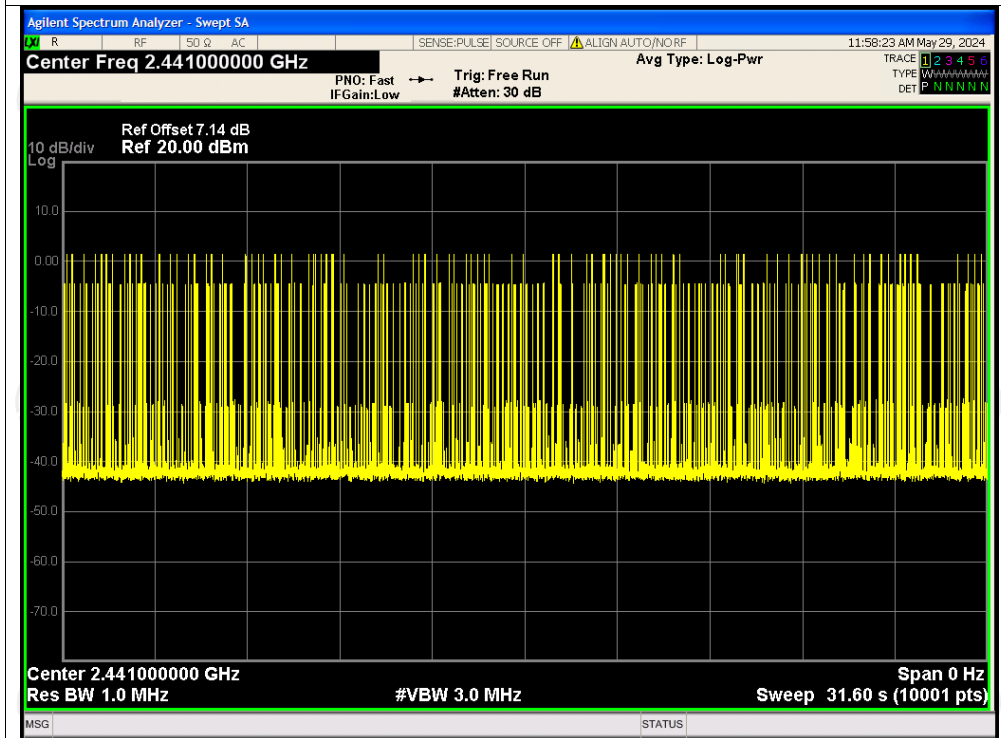 Agilent Spectrum Analyzer - Swept SA
LXI R RF 50 Ω AC SENSE:PULSE SOURCE OFF ALIGN AUTO/NO RF 11:58:23 AM May 29, 2024
Center Freq 2.441000000 GHz Avg Type: Log-Pwr TRACE 1 2 3 4 5 6
PNO: Fast Trig: Free Run TYPE W
IFGain:Low #Atten: 30 dB DET P N N N N N
Ref Offset 7.14 dB
10 dB/div Ref 20.00 dBm
Log
10.0
0.00
-10.0
-20.0
-30.0
-40.0
-50.0
-60.0
-70.0
Center 2.441000000 GHz Span 0 Hz
Res BW 1.0 MHz #VBW 3.0 MHz Sweep 31.60 s (10001 pts)
MSG STATUS